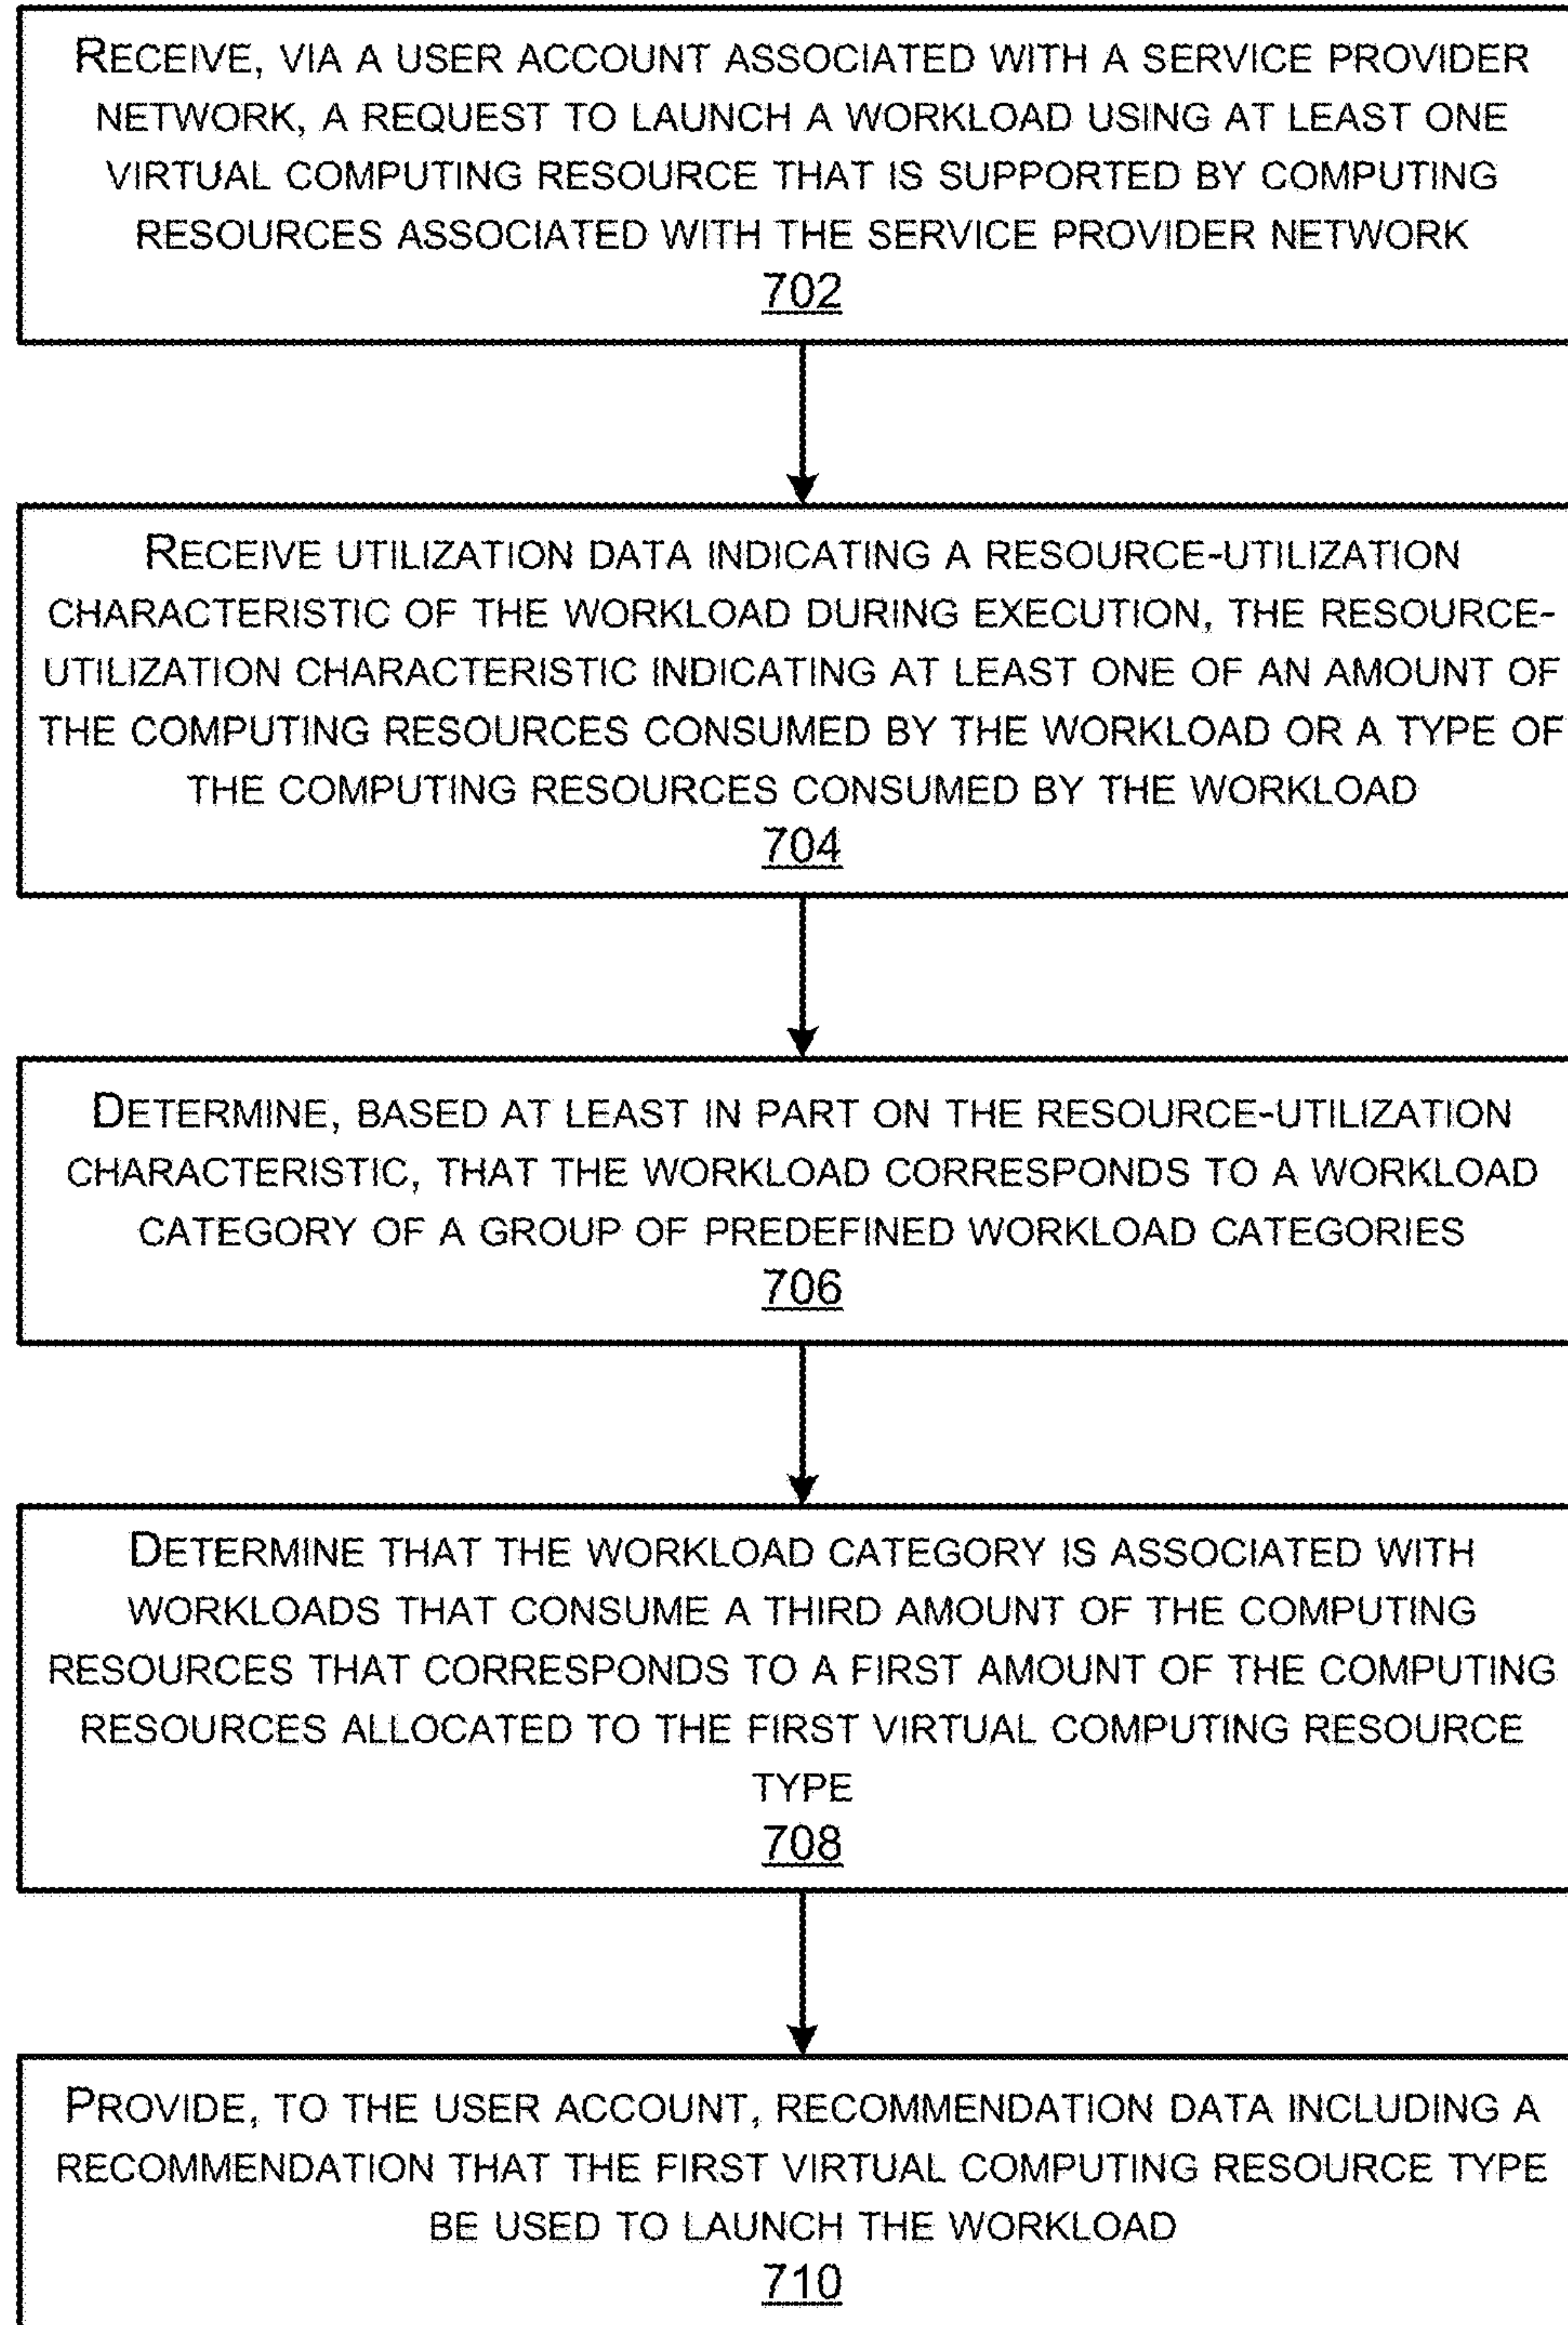 RECEIVE, VIA A USER ACCOUNT ASSOCIATED WITH A SERVICE PROVIDER
NETWORK, A REQUEST TO LAUNCH A WORKLOAD USING AT LEAST ONE
VIRTUAL COMPUTING RESOURCE THAT IS SUPPORTED BY COMPUTING
RESOURCES ASSOCIATED WITH THE SERVICE PROVIDER NETWORK
702
RECEIVE UTILIZATION DATA INDICATING A RESOURCE-UTILIZATION
CHARACTERISTIC OF THE WORKLOAD DURING EXECUTION, THE RESOURCE-
UTILIZATION CHARACTERISTIC INDICATING AT LEAST ONE OF AN AMOUNT OF
THE COMPUTING RESOURCES CONSUMED BY THE WORKLOAD OR A TYPE OF
THE COMPUTING RESOURCES CONSUMED BY THE WORKLOAD
704
DETERMINE, BASED AT LEAST IN PART ON THE RESOURCE-UTILIZATION
CHARACTERISTIC, THAT THE WORKLOAD CORRESPONDS TO A WORKLOAD
CATEGORY OF A GROUP OF PREDEFINED WORKLOAD CATEGORIES
706
DETERMINE THAT THE WORKLOAD CATEGORY IS ASSOCIATED WITH
WORKLOADS THAT CONSUME A THIRD AMOUNT OF THE COMPUTING
RESOURCES THAT CORRESPONDS TO A FIRST AMOUNT OF THE COMPUTING
RESOURCES ALLOCATED TO THE FIRST VIRTUAL COMPUTING RESOURCE
TYPE
708
PROVIDE, TO THE USER ACCOUNT, RECOMMENDATION DATA INCLUDING A
RECOMMENDATION THAT THE FIRST VIRTUAL COMPUTING RESOURCE TYPE
BE USED TO LAUNCH THE WORKLOAD
710